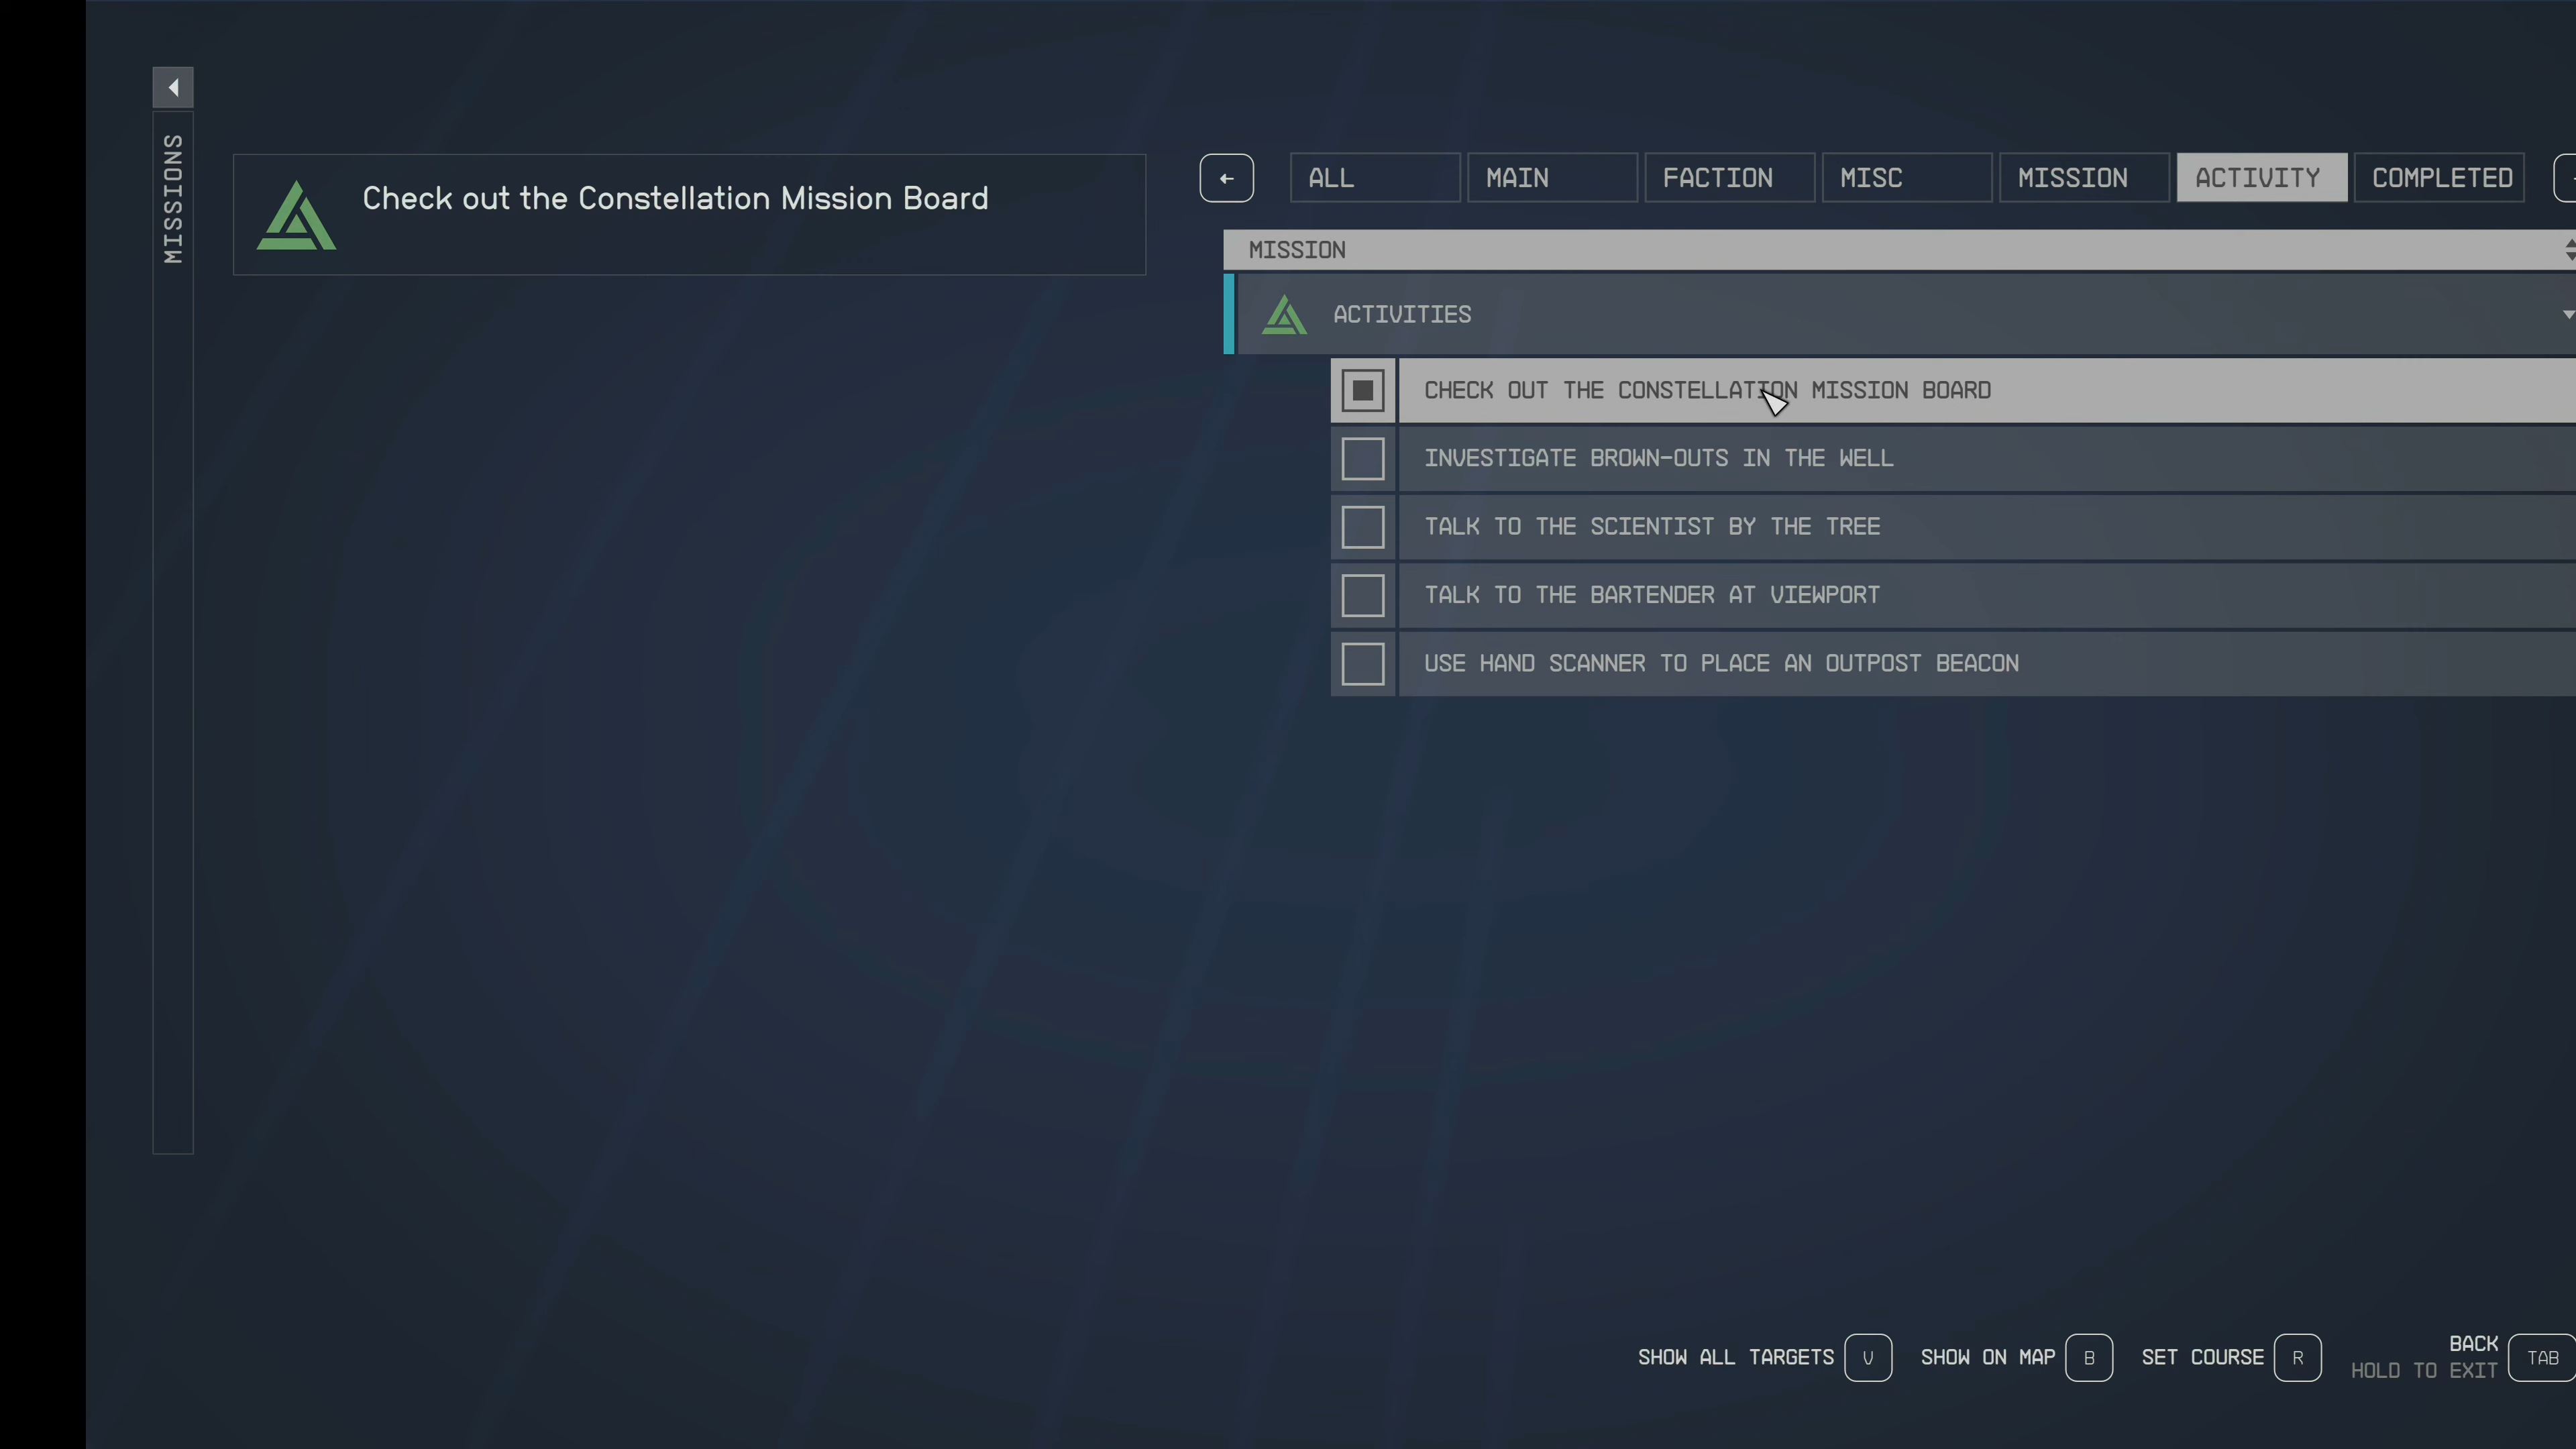 MISSIONS
Check out the Constellation Mission Board
ALL MAIN FACTION MISC MISSION ACTIVITY COMPLETED
MISSION
ACTIVITIES
CHECK OUT THE CONSTELLATION MISSION BOARD
INVESTIGATE BROWN-OUTS IN THE WELL
TALK TO THE SCIENTIST BY THE TREE
TALK TO THE BARTENDER AT VIEWPORT
USE HAND SCANNER TO PLACE AN OUTPOST BEACON
SHOW ALL TARGETS V SHOW ON MAP B SET COURSE R BACK TAB
HOLD TO EXIT